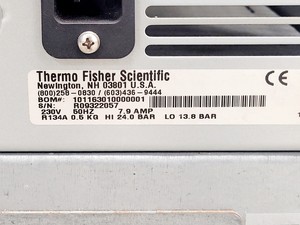 Thermo Fisher Scientific
Newington, NH 03801 U.S.A.
(800)258-0830 / (603)436-9444
BOM#: 101163010000001
S/N: R09322057
230V 50HZ 7.9 AMP
R134A 0.5 KG HI 24.0 BAR LO 13.8 BAR
CE